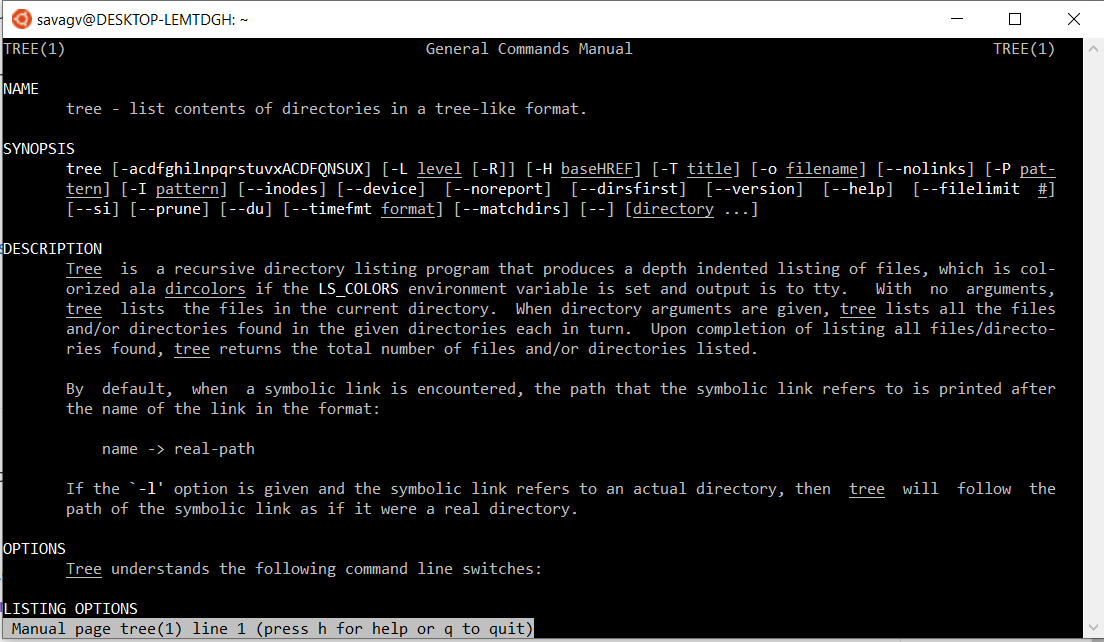 savagv@DESKTOP-LEMTDGH: ~
TREE(1) General Commands Manual TREE(1)
NAME
tree - list contents of directories in a tree-like format.
SYNOPSIS
tree [-acdfghilnpqrstuvxACDFQNSUX] [-L level [-R]] [-H baseHREF] [-T title] [-o filename] [--nolinks] [-P pat-
tern] [-I pattern] [--inodes] [--device] [--noreport] [--dirsfirst] [--version] [--help] [--filelimit #]
[--si] [--prune] [--du] [--timefmt format] [--matchdirs] [--] [directory ...]
DESCRIPTION
Tree is a recursive directory listing program that produces a depth indented listing of files, which is col-
orized ala dircolors if the LS_COLORS environment variable is set and output is to tty. With no arguments,
tree lists the files in the current directory. When directory arguments are given, tree lists all the files
and/or directories found in the given directories each in turn. Upon completion of listing all files/directo-
ries found, tree returns the total number of files and/or directories listed.
By default, when a symbolic link is encountered, the path that the symbolic link refers to is printed after
the name of the link in the format:
name -> real-path
If the `-l' option is given and the symbolic link refers to an actual directory, then tree will follow the
path of the symbolic link as if it were a real directory.
OPTIONS
Tree understands the following command line switches:
LISTING OPTIONS
Manual page tree(1) line 1 (press h for help or q to quit)